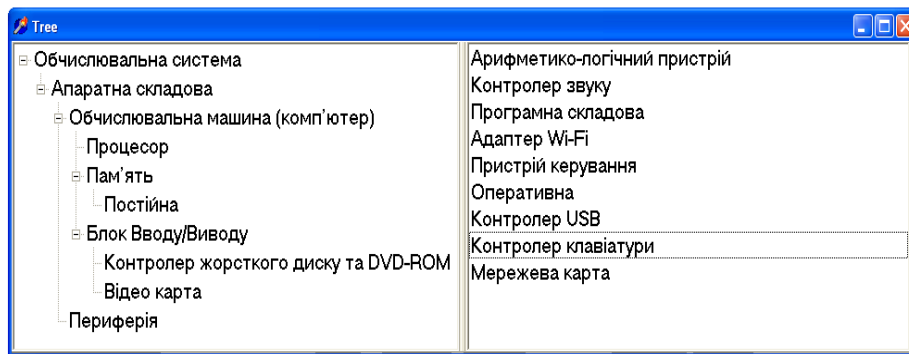 Tree
Обчислювальна система
Апаратна складова
Обчислювальна машина (комп'ютер)
Процесор
Пам'ять
Постійна
Блок Вводу/Виводу
Контролер жорсткого диску та DVD-ROM
Відео карта
Периферія
Арифметико-логічний пристрій
Контролер звуку
Програмна складова
Адаптер Wi-Fi
Пристрій керування
Оперативна
Контролер USB
Контролер клавіатури
Мережева карта